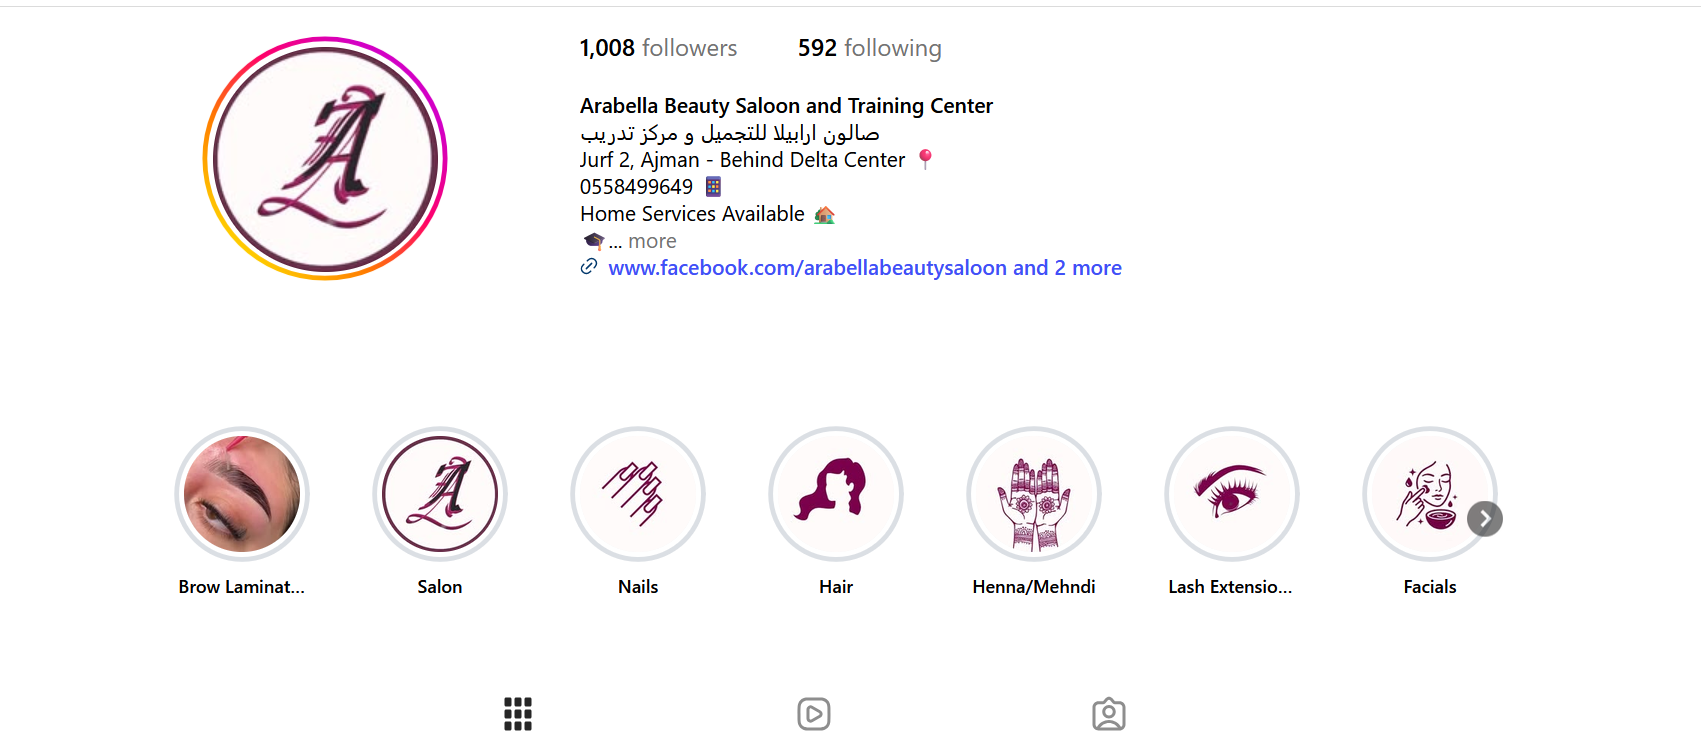 1,008 followers 592 following
Arabella Beauty Saloon and Training Center
صالون ارابيلا للتجميل و مركز تدريب
Jurf 2, Ajman - Behind Delta Center 📍
0558499649 📱
Home Services Available 🏡
🎓... more
www.facebook.com/arabellabeautysaloon and 2 more
Brow Laminat... Salon Nails Hair Henna/Mehndi Lash Extensio... Facials